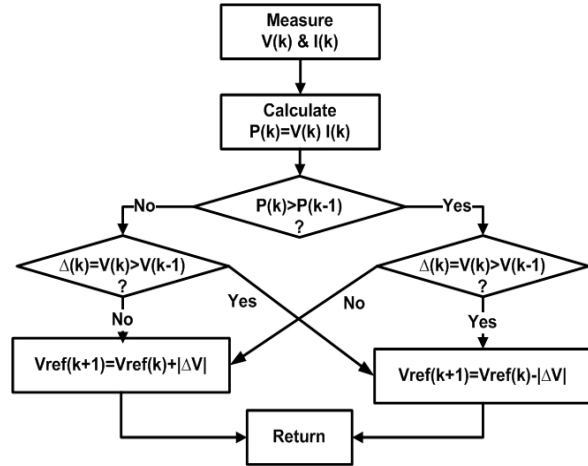 Measure
V(k) & I(k)
Calculate
P(k)=V(k) I(k)
No
P(k)>P(k-1)
?
Yes
Δ(k)=V(k)>V(k-1)
?
Δ(k)=V(k)>V(k-1)
?
Yes
No
No
Yes
Vref(k+1)=Vref(k)+|ΔV|
Vref(k+1)=Vref(k)-|ΔV|
Return